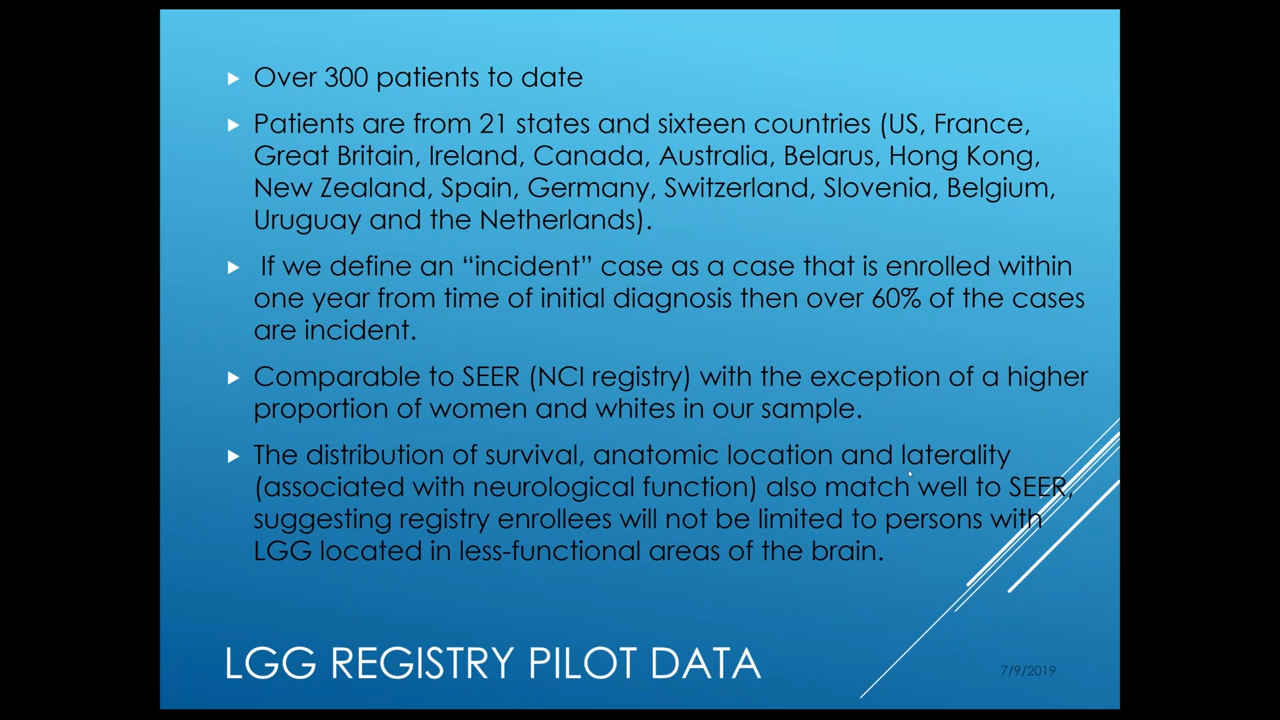 Over 300 patients to date
Patients are from 21 states and sixteen countries (US, France,
Great Britain, Ireland, Canada, Australia, Belarus, Hong Kong,
New Zealand, Spain, Germany, Switzerland, Slovenia, Belgium,
Uruguay and the Netherlands).
If we define an “incident” case as a case that is enrolled within
one year from time of initial diagnosis then over 60% of the cases
are incident.
Comparable to SEER (NCI registry) with the exception of a higher
proportion of women and whites in our sample.
The distribution of survival, anatomic location and laterality
(associated with neurological function) also match well to SEER,
suggesting registry enrollees will not be limited to persons with
LGG located in less-functional areas of the brain.
LGG REGISTRY PILOT DATA
7/9/2019